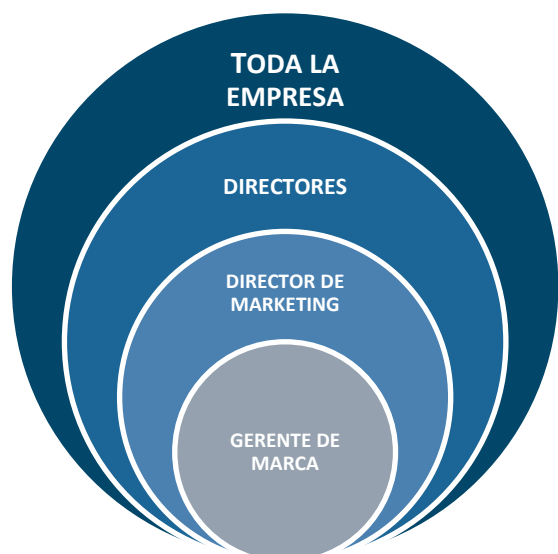 TODA LA
EMPRESA
DIRECTORES
DIRECTOR DE
MARKETING
GERENTE DE
MARCA